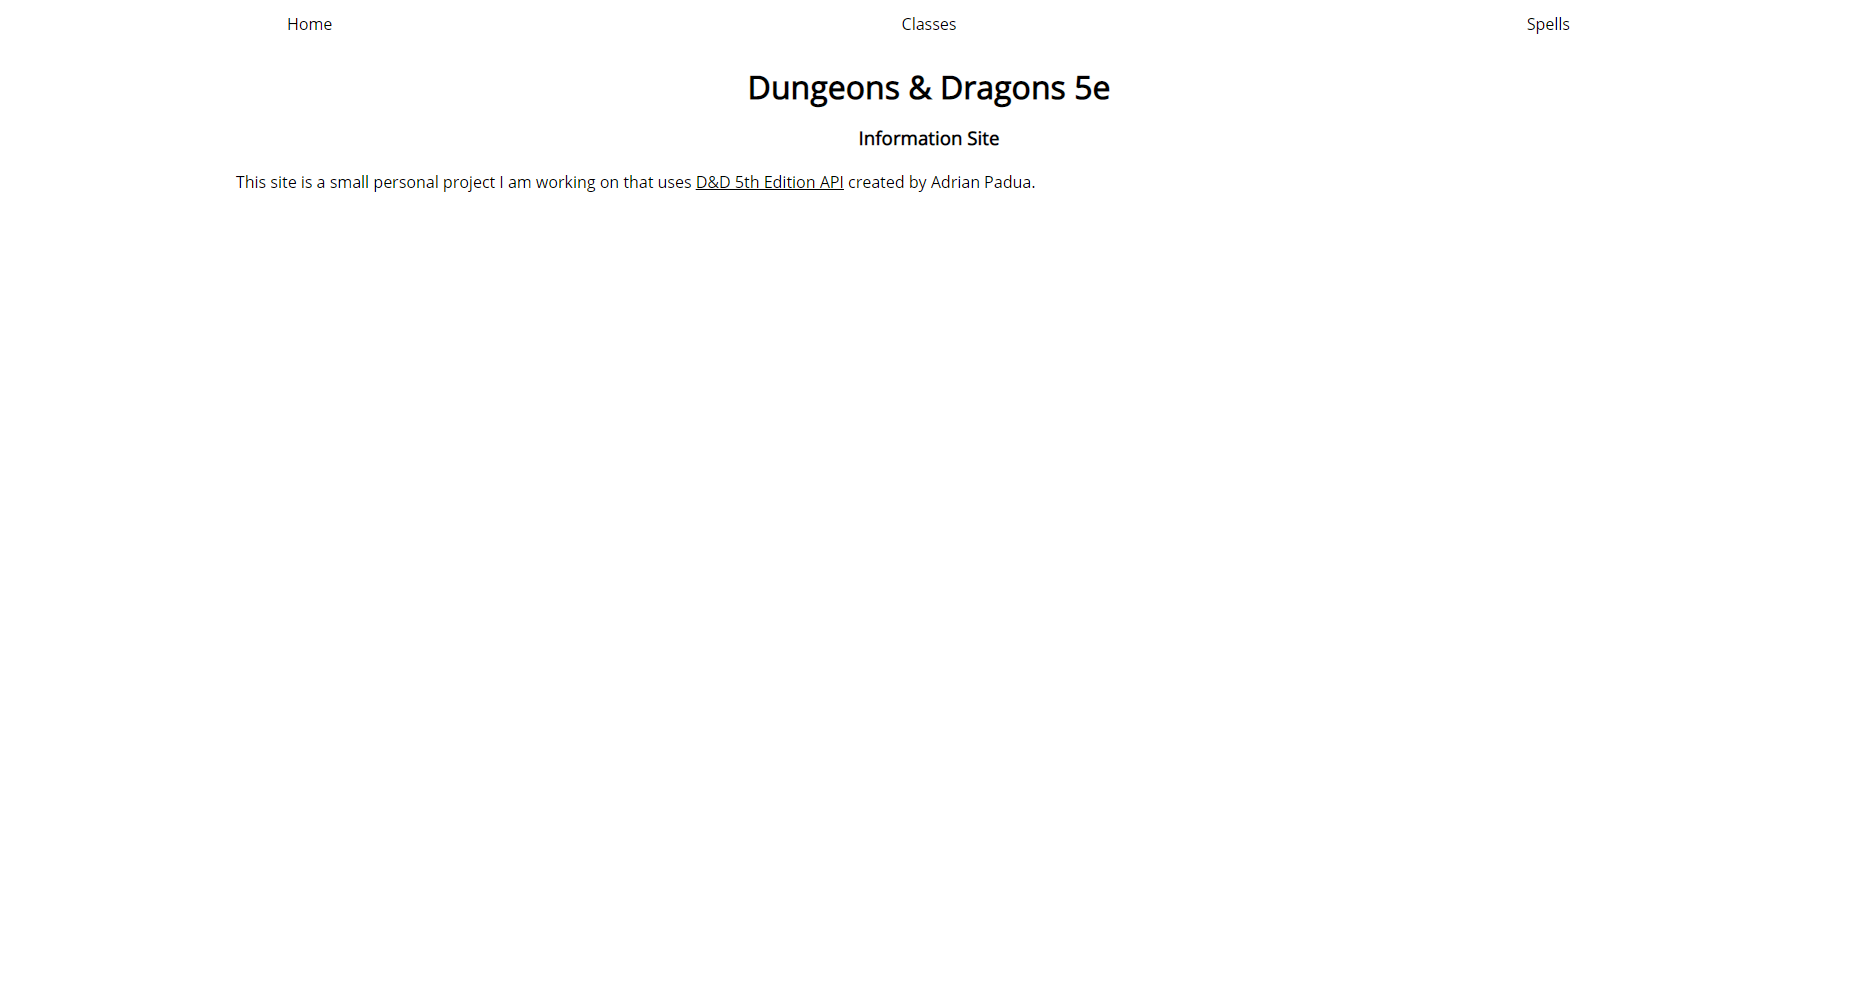 Home Classes Spells
Dungeons & Dragons 5e
Information Site
This site is a small personal project I am working on that uses D&D 5th Edition API created by Adrian Padua.